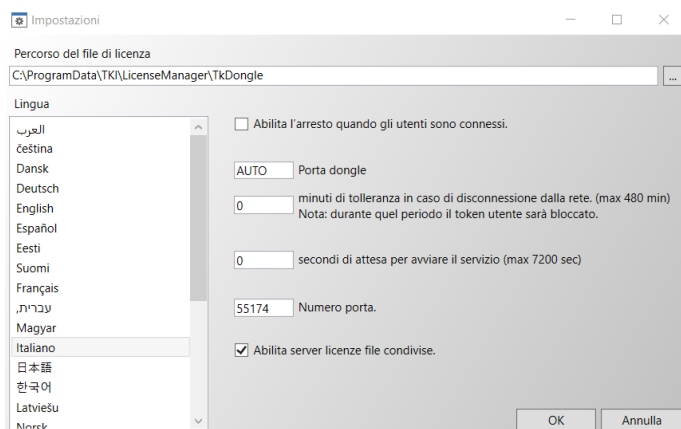 Impostazioni
Percorso del file di licenza
C:\ProgramData\TKI\LicenseManager\TkDongle
...
Lingua
العرب
čeština
Dansk
Deutsch
English
Español
Eesti
Suomi
Français
עברית,
Magyar
Italiano
日本語
한국어
Latviešu
Norsk
Abilita l'arresto quando gli utenti sono connessi.
AUTO Porta dongle
0 minuti di tolleranza in caso di disconnessione dalla rete. (max 480 min)
Nota: durante quel periodo il token utente sarà bloccato.
0 secondi di attesa per avviare il servizio (max 7200 sec)
55174 Numero porta.
Abilita server licenze file condivise.
OK Annulla